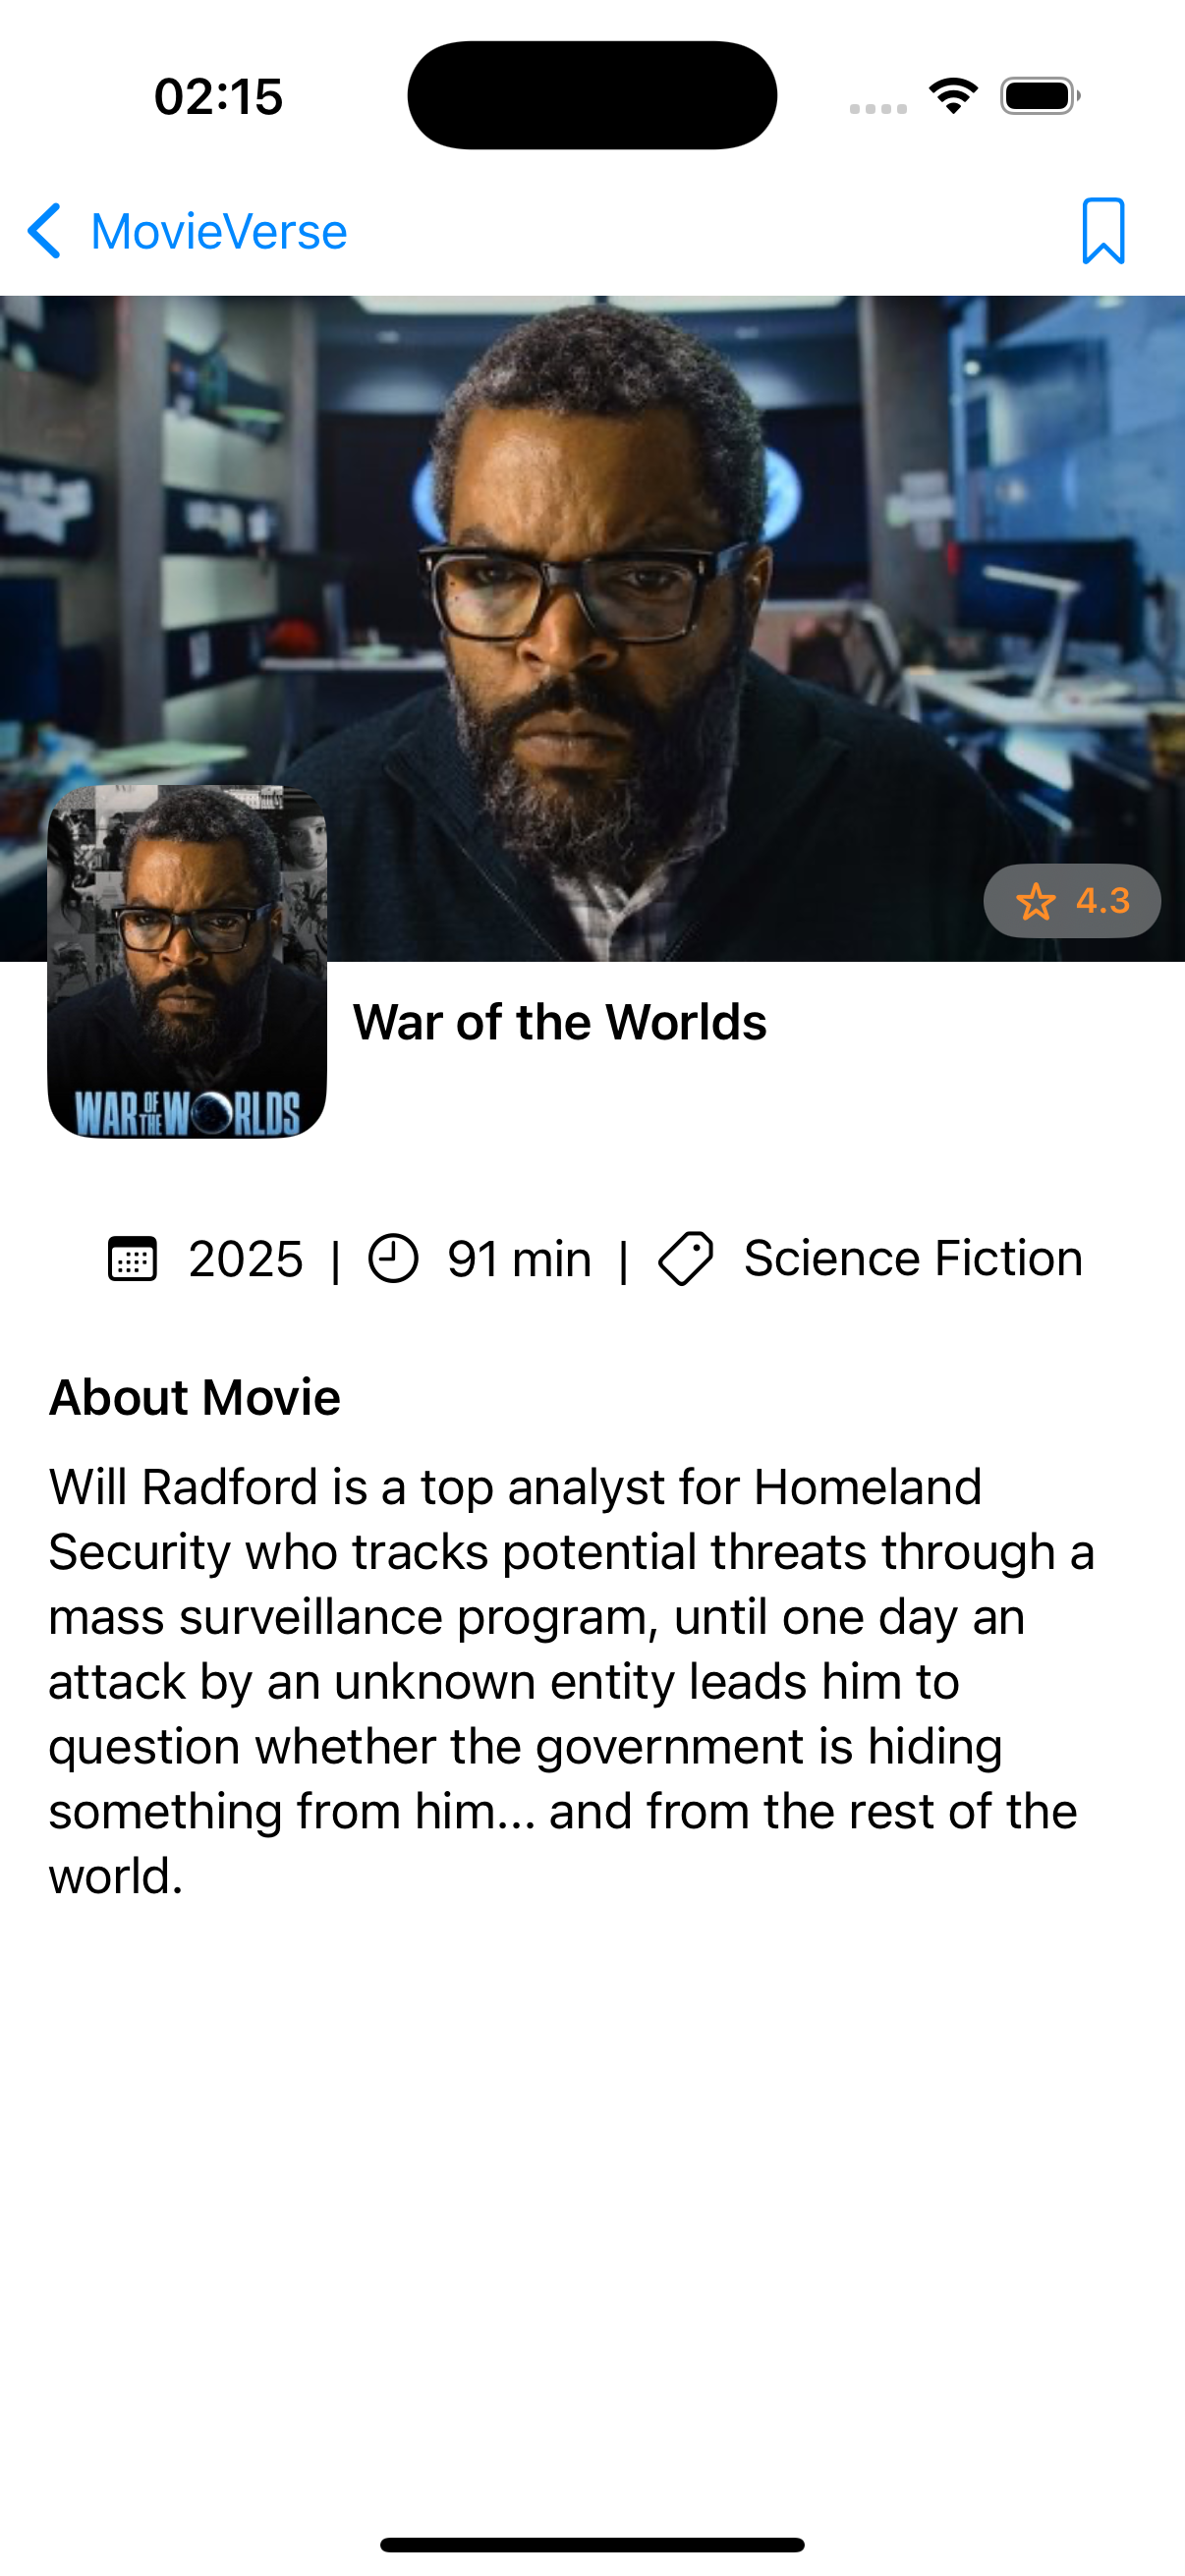 02:15
MovieVerse
4.3
WAR OF THE WORLDS
War of the Worlds
2025 | 91 min | Science Fiction
About Movie
Will Radford is a top analyst for Homeland
Security who tracks potential threats through a
mass surveillance program, until one day an
attack by an unknown entity leads him to
question whether the government is hiding
something from him... and from the rest of the
world.